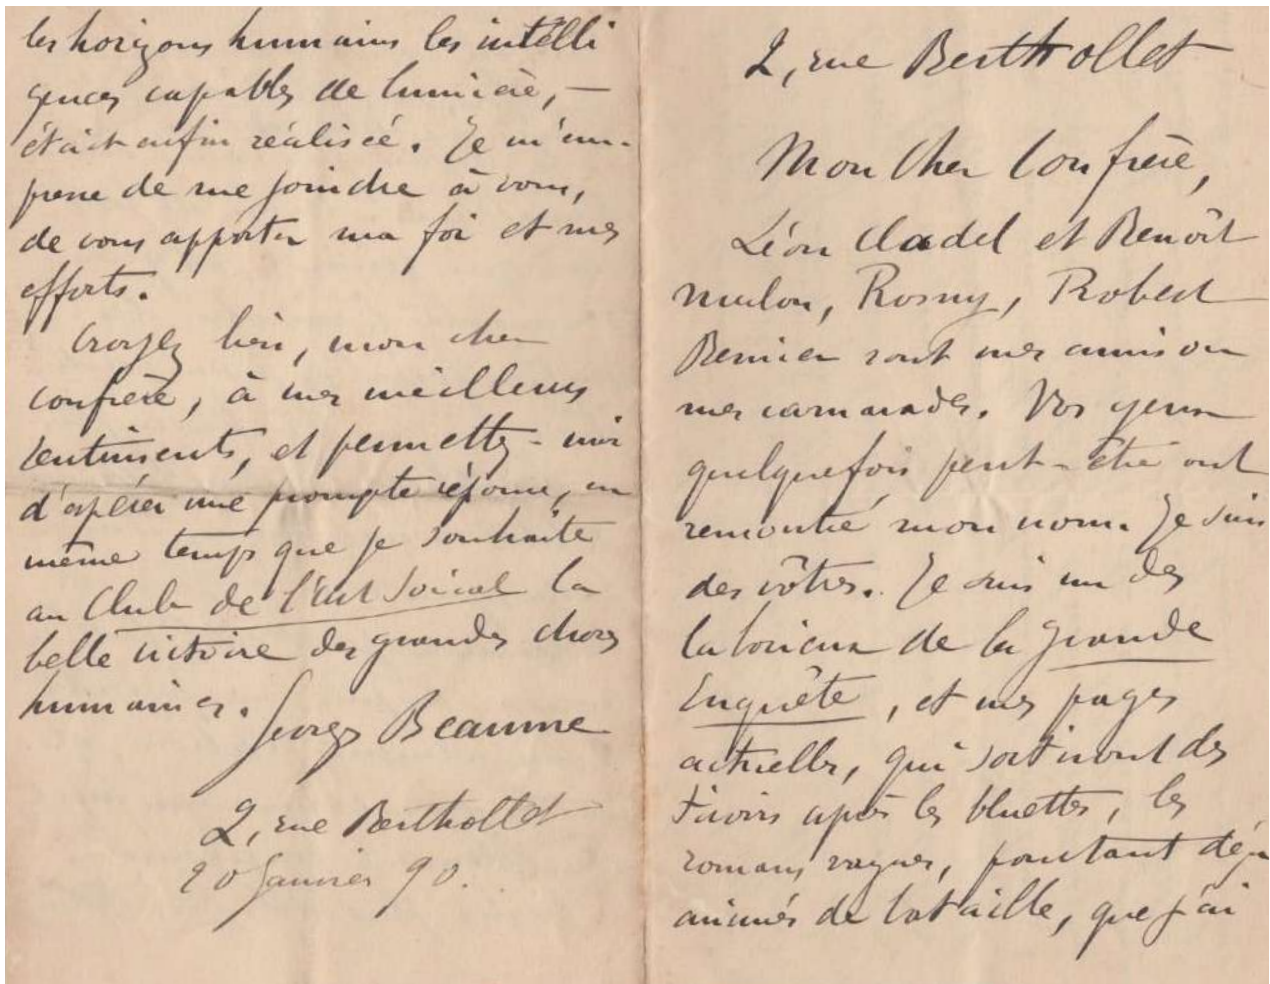 2, rue Berthollet
Mon cher Confrère,
Léon Cladel et Benoît
Malon, Rosny, Robert
Bernier sont mes amis ou
mes camarades. Vos yeux
quelquefois peut-être ont
rencontré mon nom. Je suis
des vôtres. Je suis un des
laborieux de la Grande
Enquête, et mes pages
actuelles, qui sortiront des
tiroirs après les bluettes, les
romans vagues, pourtant déjà
animés de bataille, que j'ai
les horizons humains les intelli
gences capables de lumière, —
était enfin réalisé. Je m'em-
presse de me joindre à vous,
de vous apporter ma foi et mes
efforts.
Croyez bien, mon cher
confrère, à mes meilleurs
sentiments, et permettez-moi
d'espérer une prompte réponse, en
même temps que je souhaite
au Club de l'Art Social la
belle victoire des grandes choses
humaines.
Georges Beaume
2, rue Berthollet
20 Janvier 90.